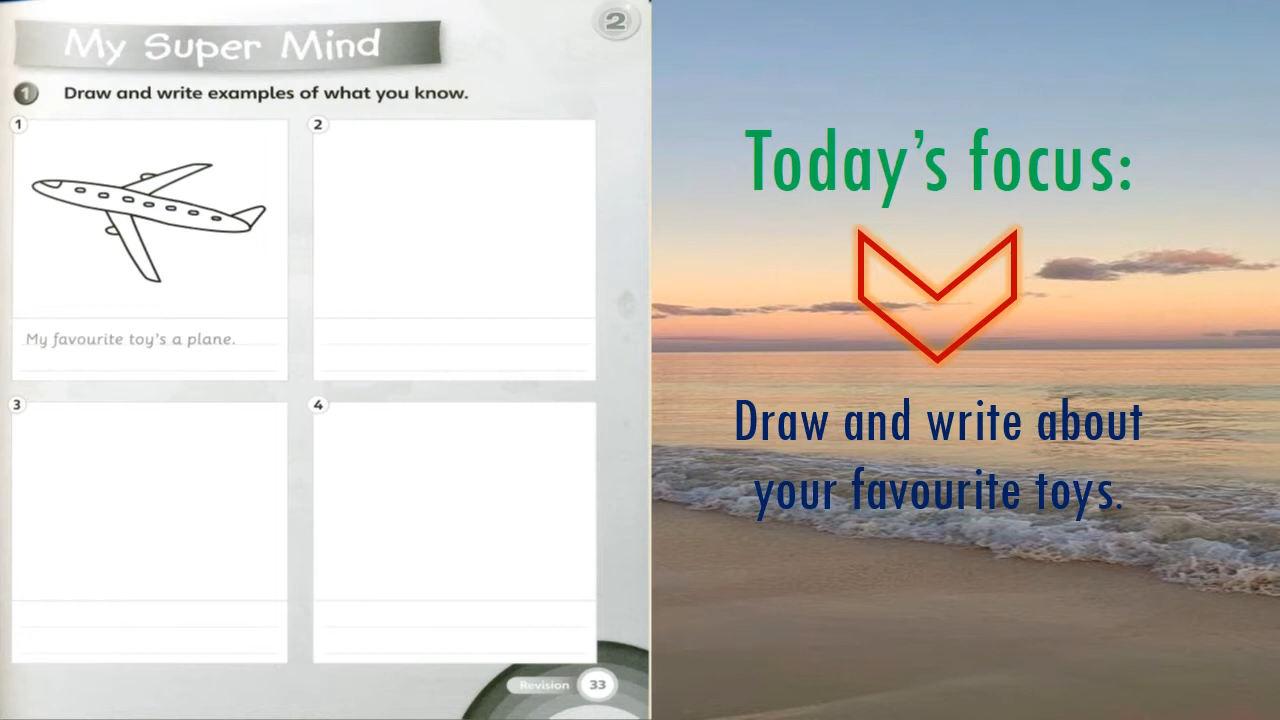 My Super Mind
2
1 Draw and write examples of what you know.
1
2
My favourite toy's a plane.
3
4
Revision 33
Today's focus:
Draw and write about
your favourite toys.